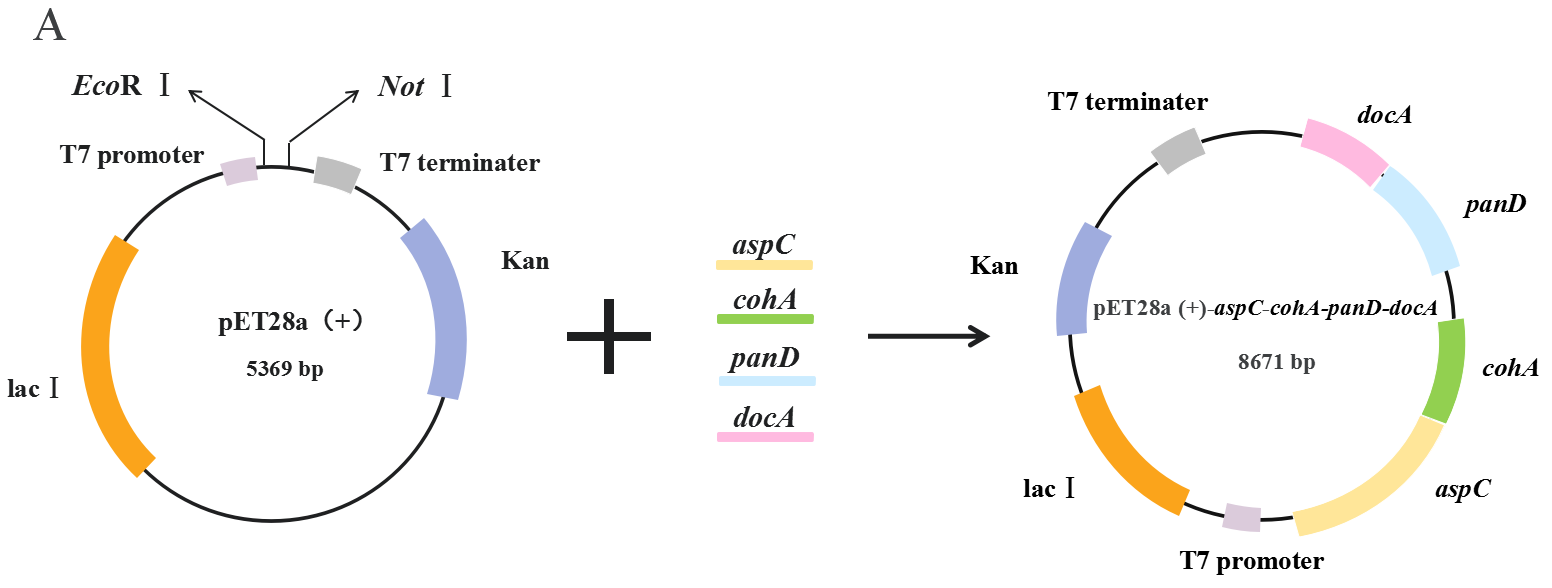 A
EcoR Ⅰ
Not Ⅰ
T7 promoter
T7 terminater
Kan
pET28a（+）
5369 bp
lac Ⅰ
aspC
cohA
panD
docA
T7 terminater
docA
panD
Kan
pET28a (+)-aspC-cohA-panD-docA
8671 bp
cohA
lac Ⅰ
aspC
T7 promoter